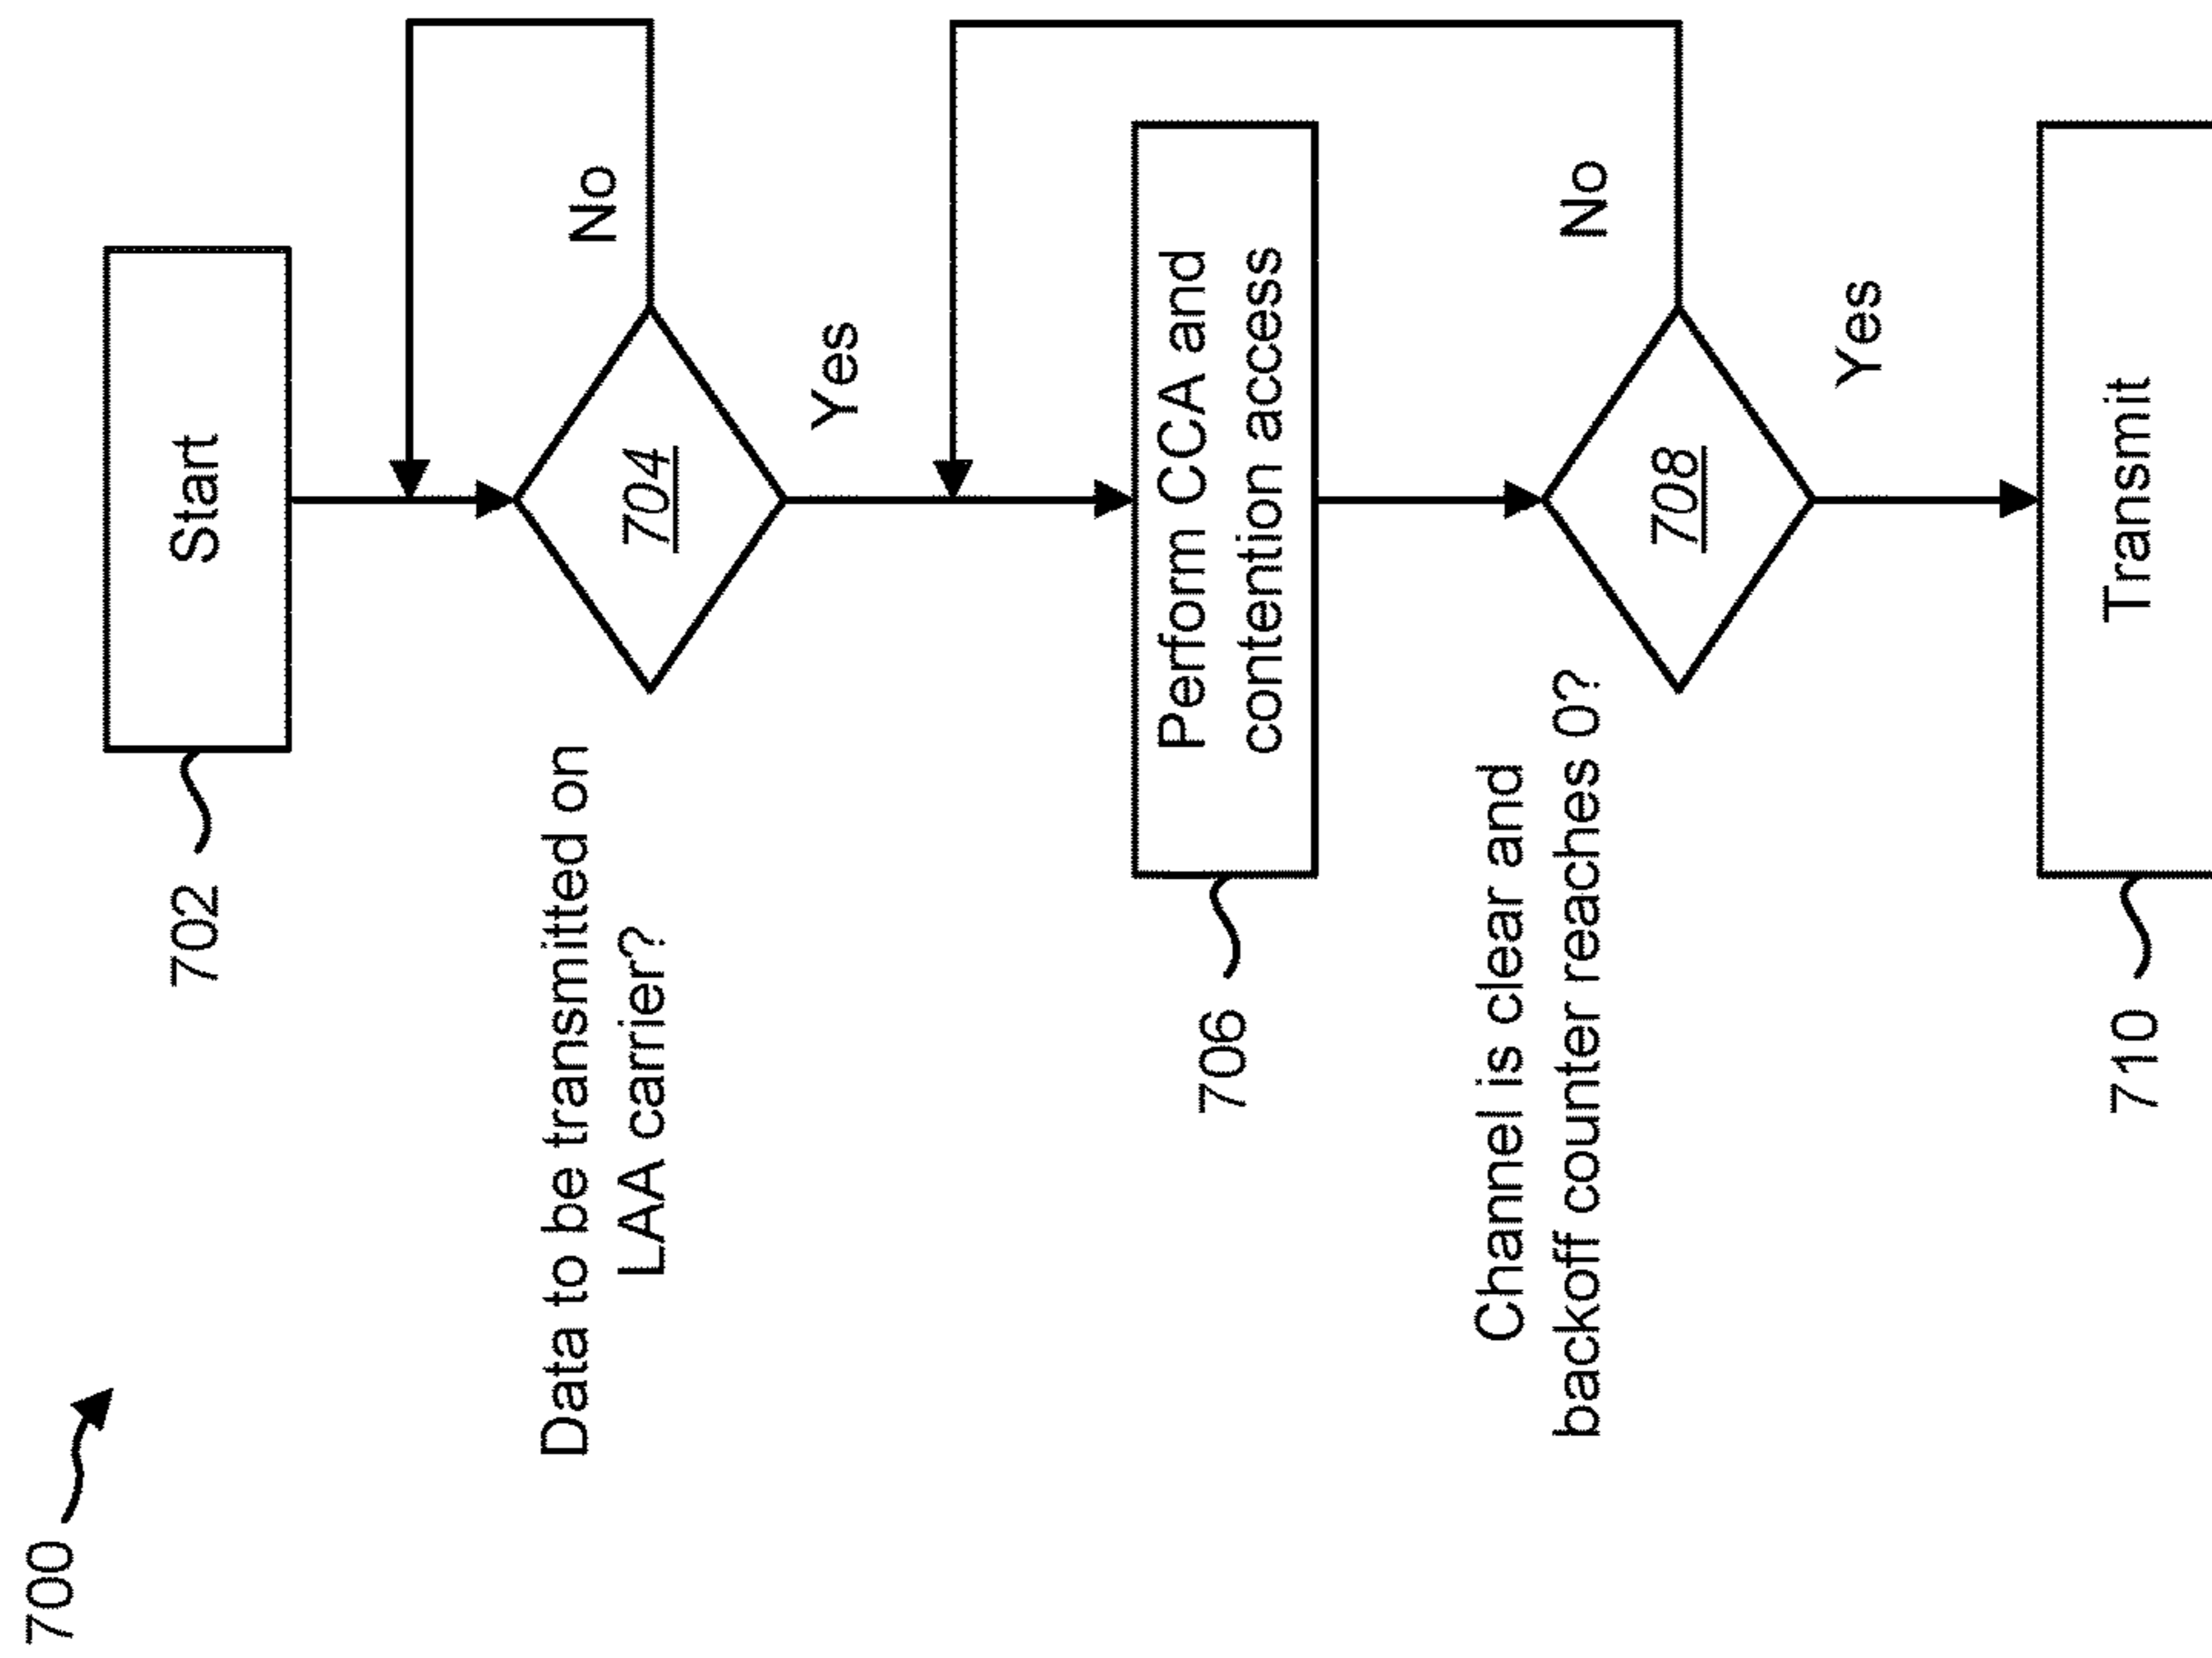 700
702
Start
Data to be transmitted on
LAA carrier?
704
No
Yes
706
Perform CCA and
contention access
Channel is clear and
backoff counter reaches 0?
708
No
Yes
710
Transmit